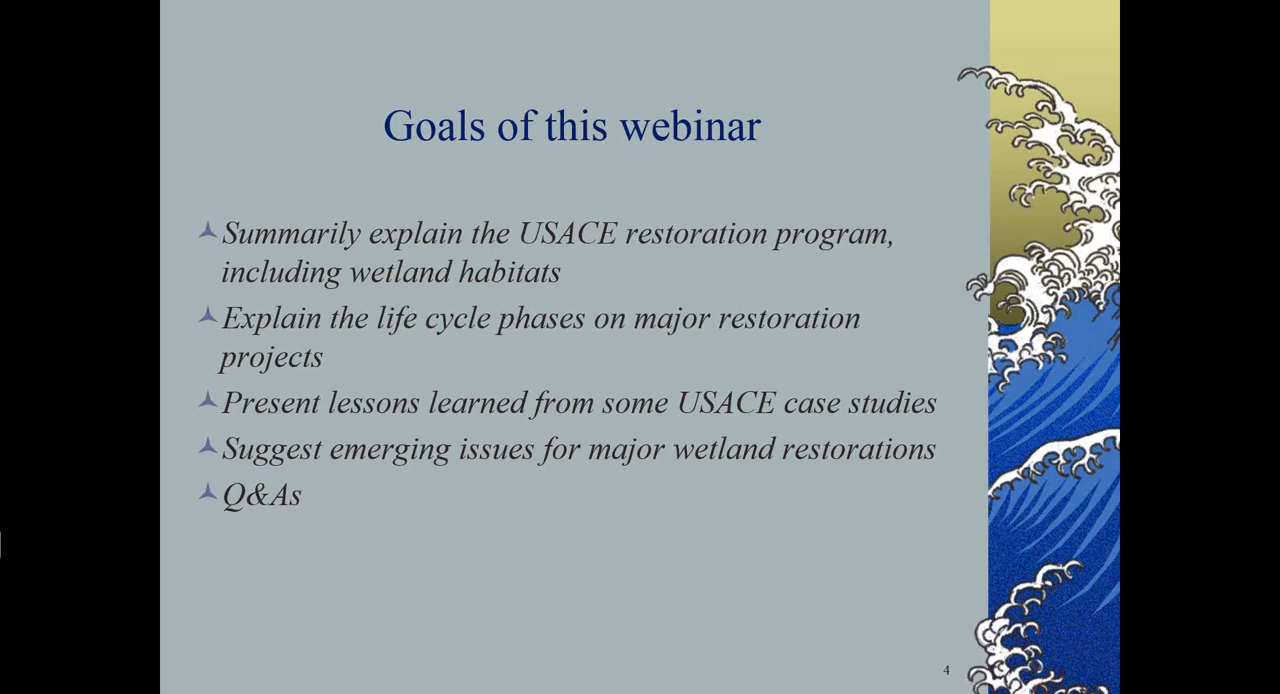 Goals of this webinar
Summarily explain the USACE restoration program,
including wetland habitats
Explain the life cycle phases on major restoration
projects
Present lessons learned from some USACE case studies
Suggest emerging issues for major wetland restorations
Q&As
4